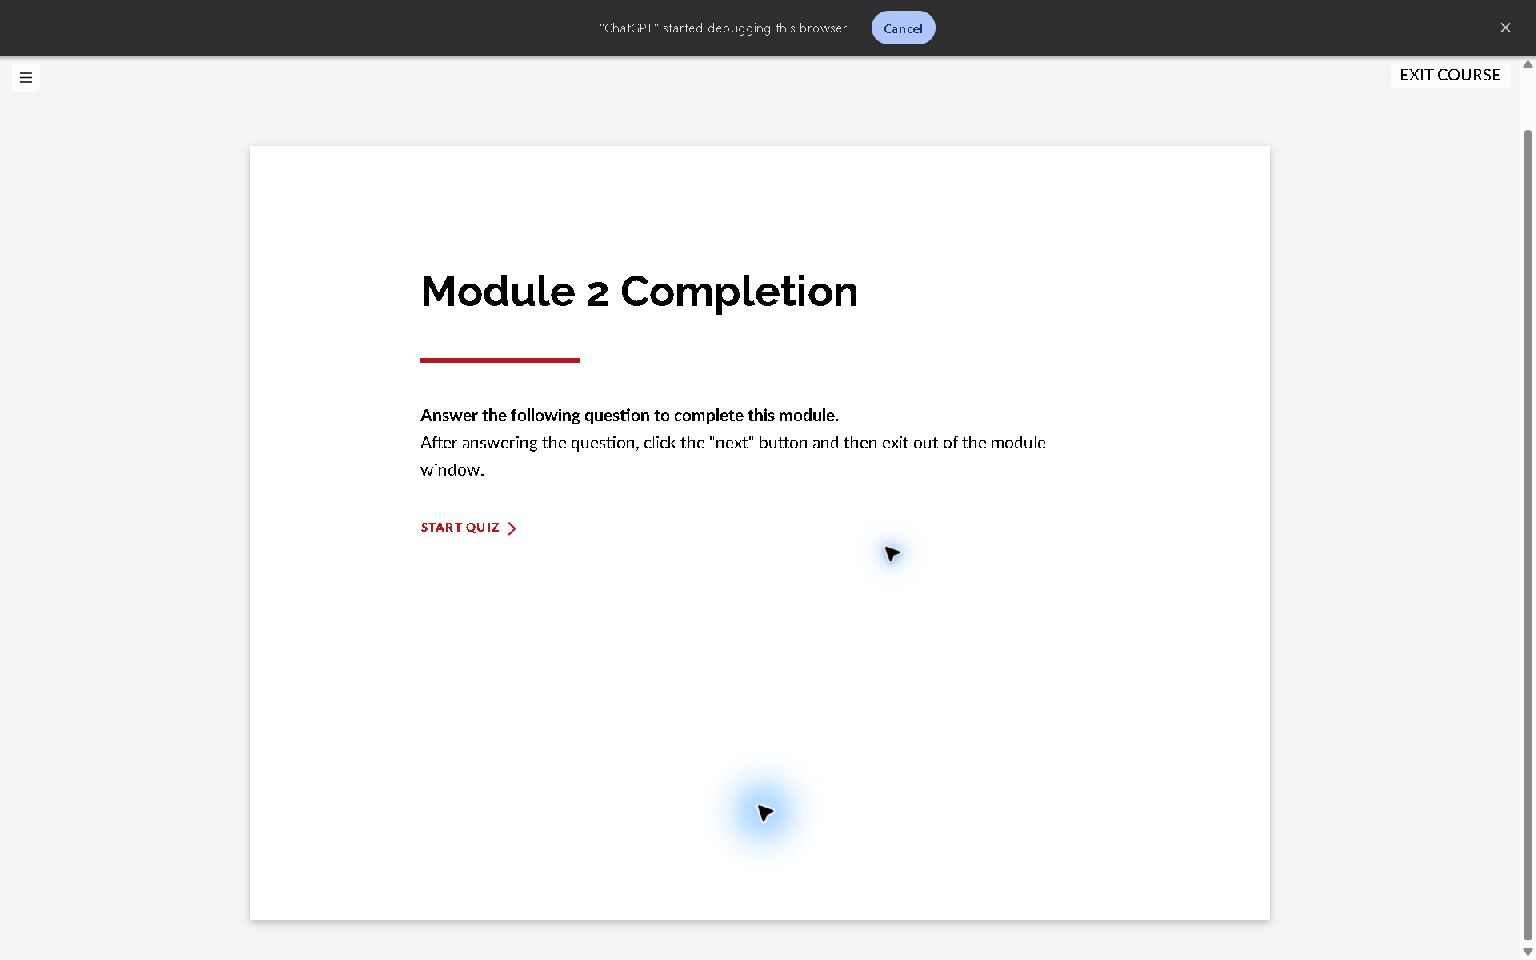 "ChatGPT" started debugging this browser
Cancel
EXIT COURSE
Module 2 Completion
Answer the following question to complete this module.
After answering the question, click the "next" button and then exit out of the module
window.
START QUIZ